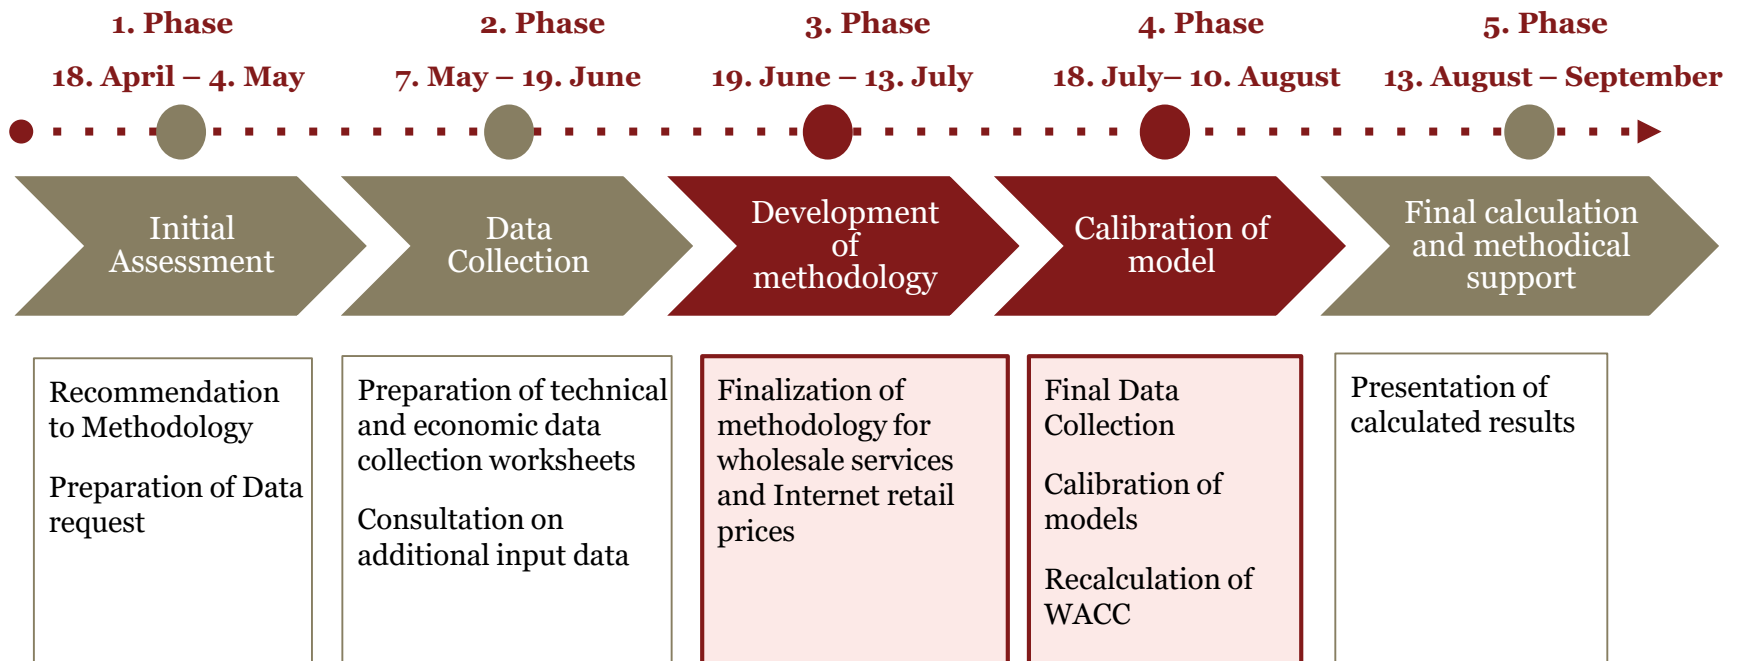 1. Phase
2. Phase
3. Phase
4. Phase
5. Phase
18. April – 4. May
7. May – 19. June
19. June – 13. July
18. July– 10. August
13. August – September
Initial
Assessment
Data
Collection
Development
of
methodology
Calibration of
model
Final calculation
and methodical
support
Recommendation
to Methodology
Preparation of Data
request
Preparation of technical
and economic data
collection worksheets
Consultation on
additional input data
Finalization of
methodology for
wholesale services
and Internet retail
prices
Final Data
Collection
Calibration of
models
Recalculation of
WACC
Presentation of
calculated results